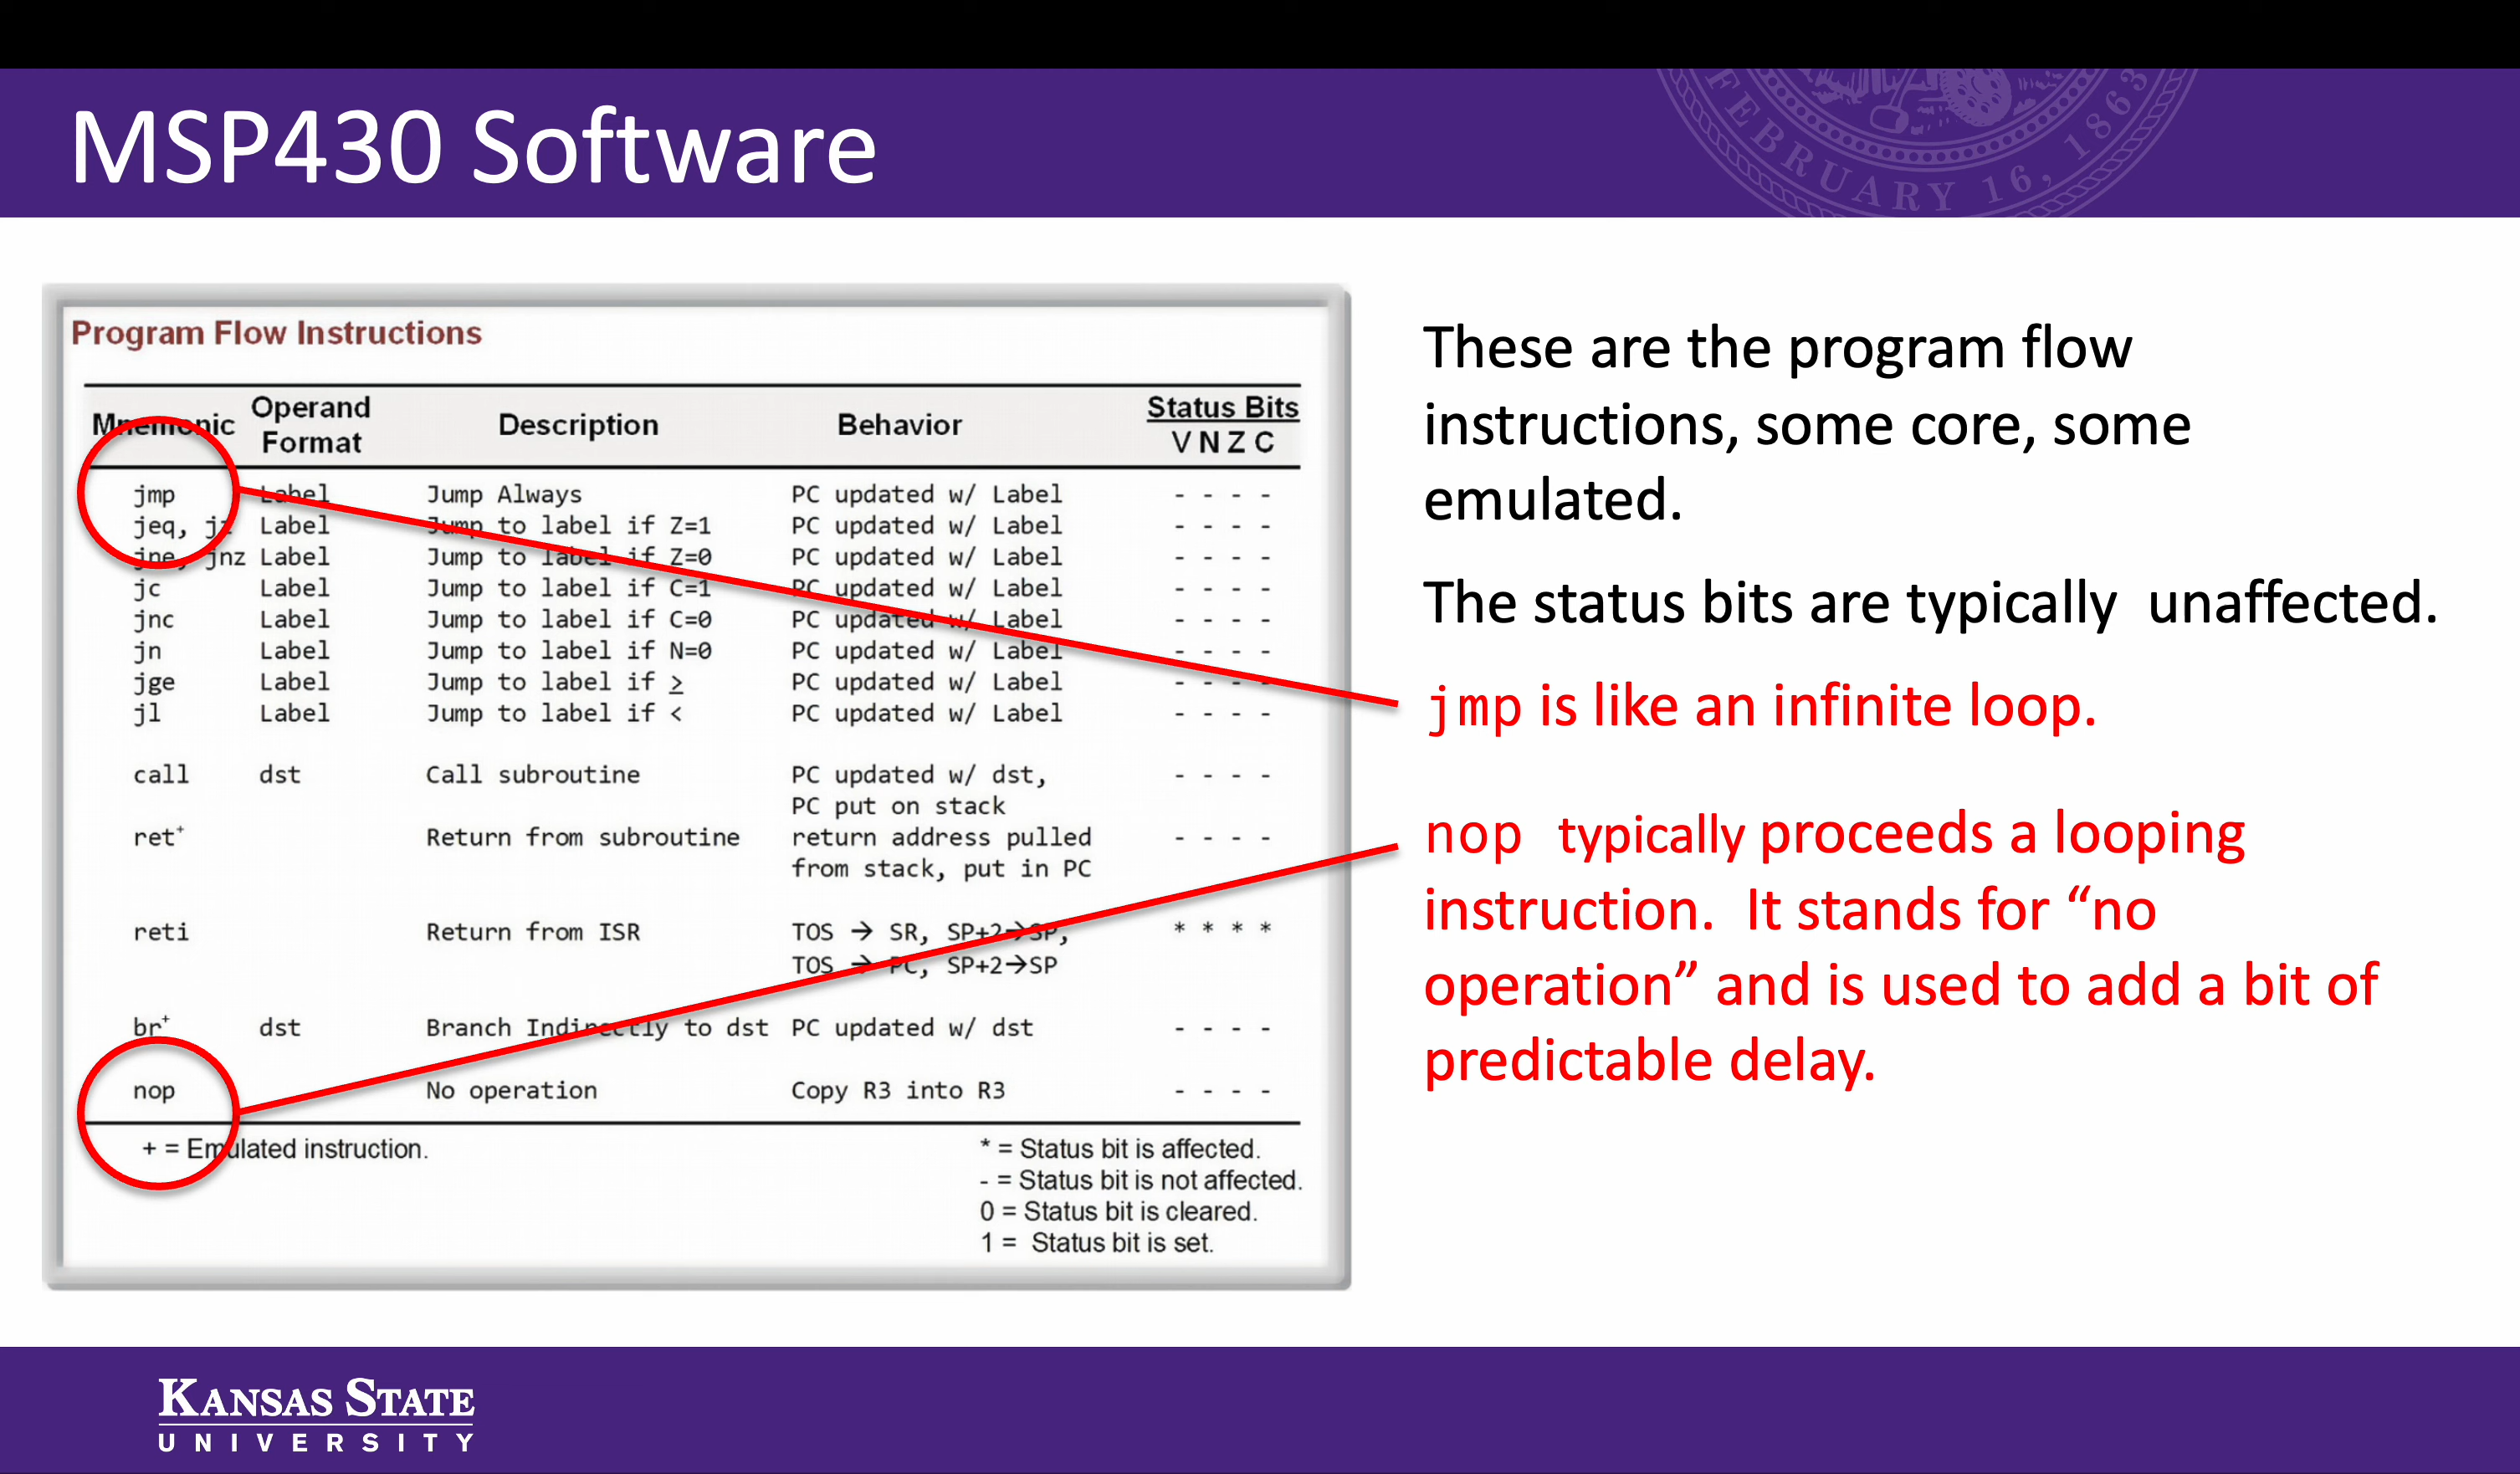 FEBRUARY 16, 1863
MSP430 Software
Program Flow Instructions
Mnemonic Operand Format Description Behavior Status Bits V N Z C
jmp Label Jump Always PC updated w/ Label - - - -
jeq, jz Label Jump to label if Z=1 PC updated w/ Label - - - -
jne, jnz Label Jump to label if Z=0 PC updated w/ Label - - - -
jc Label Jump to label if C=1 PC updated w/ Label - - - -
jnc Label Jump to label if C=0 PC updated w/ Label - - - -
jn Label Jump to label if N=0 PC updated w/ Label - - - -
jge Label Jump to label if ≥ PC updated w/ Label - - - -
jl Label Jump to label if < PC updated w/ Label - - - -
call dst Call subroutine PC updated w/ dst, - - - -
PC put on stack
ret+ Return from subroutine return address pulled - - - -
from stack, put in PC
reti Return from ISR TOS → SR, SP+2→SP, * * * *
TOS → PC, SP+2→SP
br+ dst Branch Indirectly to dst PC updated w/ dst - - - -
nop No operation Copy R3 into R3 - - - -
+ = Emulated instruction. * = Status bit is affected.
- = Status bit is not affected.
0 = Status bit is cleared.
1 = Status bit is set.
These are the program flow
instructions, some core, some
emulated.
The status bits are typically unaffected.
jmp is like an infinite loop.
nop typically proceeds a looping
instruction. It stands for “no
operation” and is used to add a bit of
predictable delay.
KANSAS STATE
UNIVERSITY